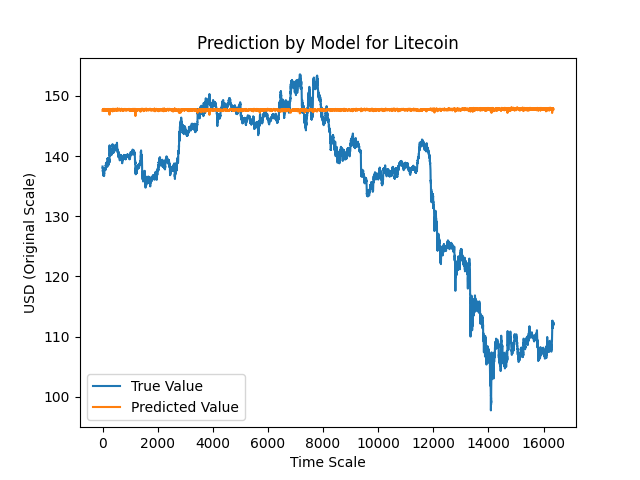 Prediction by Model for Litecoin
USD (Original Scale)
150
140
130
120
110
100
True Value
Predicted Value
0 2000 4000 6000 8000 10000 12000 14000 16000
Time Scale